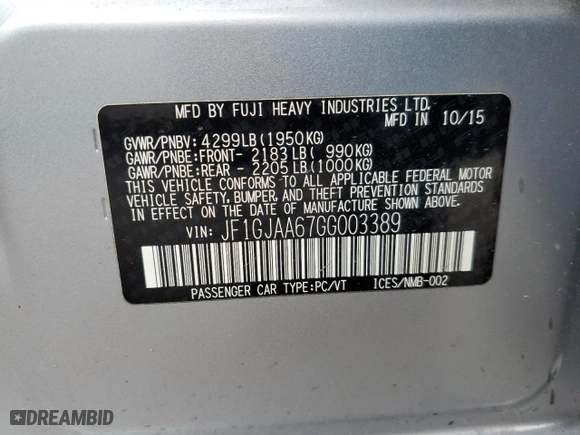 MFD BY FUJI HEAVY INDUSTRIES LTD.
MFD IN 10/15
GVWR/PNBV: 4299LB(1950KG)
GAWR/PNBE:FRONT- 2183LB( 990KG)
GAWR/PNBE:REAR - 2205LB(1000KG)
THIS VEHICLE CONFORMS TO ALL APPLICABLE FEDERAL MOTOR
VEHICLE SAFETY, BUMPER, AND THEFT PREVENTION STANDARDS
IN EFFECT ON THE DATE OF MANUFACTURE SHOWN ABOVE.
VIN: JF1GJAA67GG003389
PASSENGER CAR TYPE:PC/VT ICES/NMB-002
DREAMBID